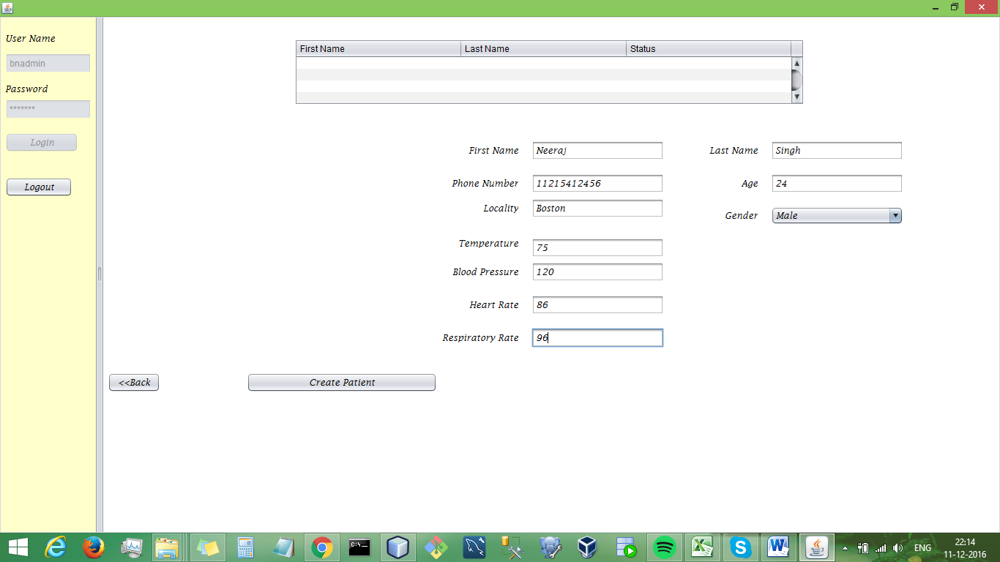 User Name
bnadmin
Password
*******
Login
Logout
First Name Last Name Status
First Name Neeraj Last Name Singh
Phone Number 11215412456 Age 24
Locality Boston Gender Male
Temperature 75
Blood Pressure 120
Heart Rate 86
Respiratory Rate 96
<<Back Create Patient
ENG 22:14
11-12-2016